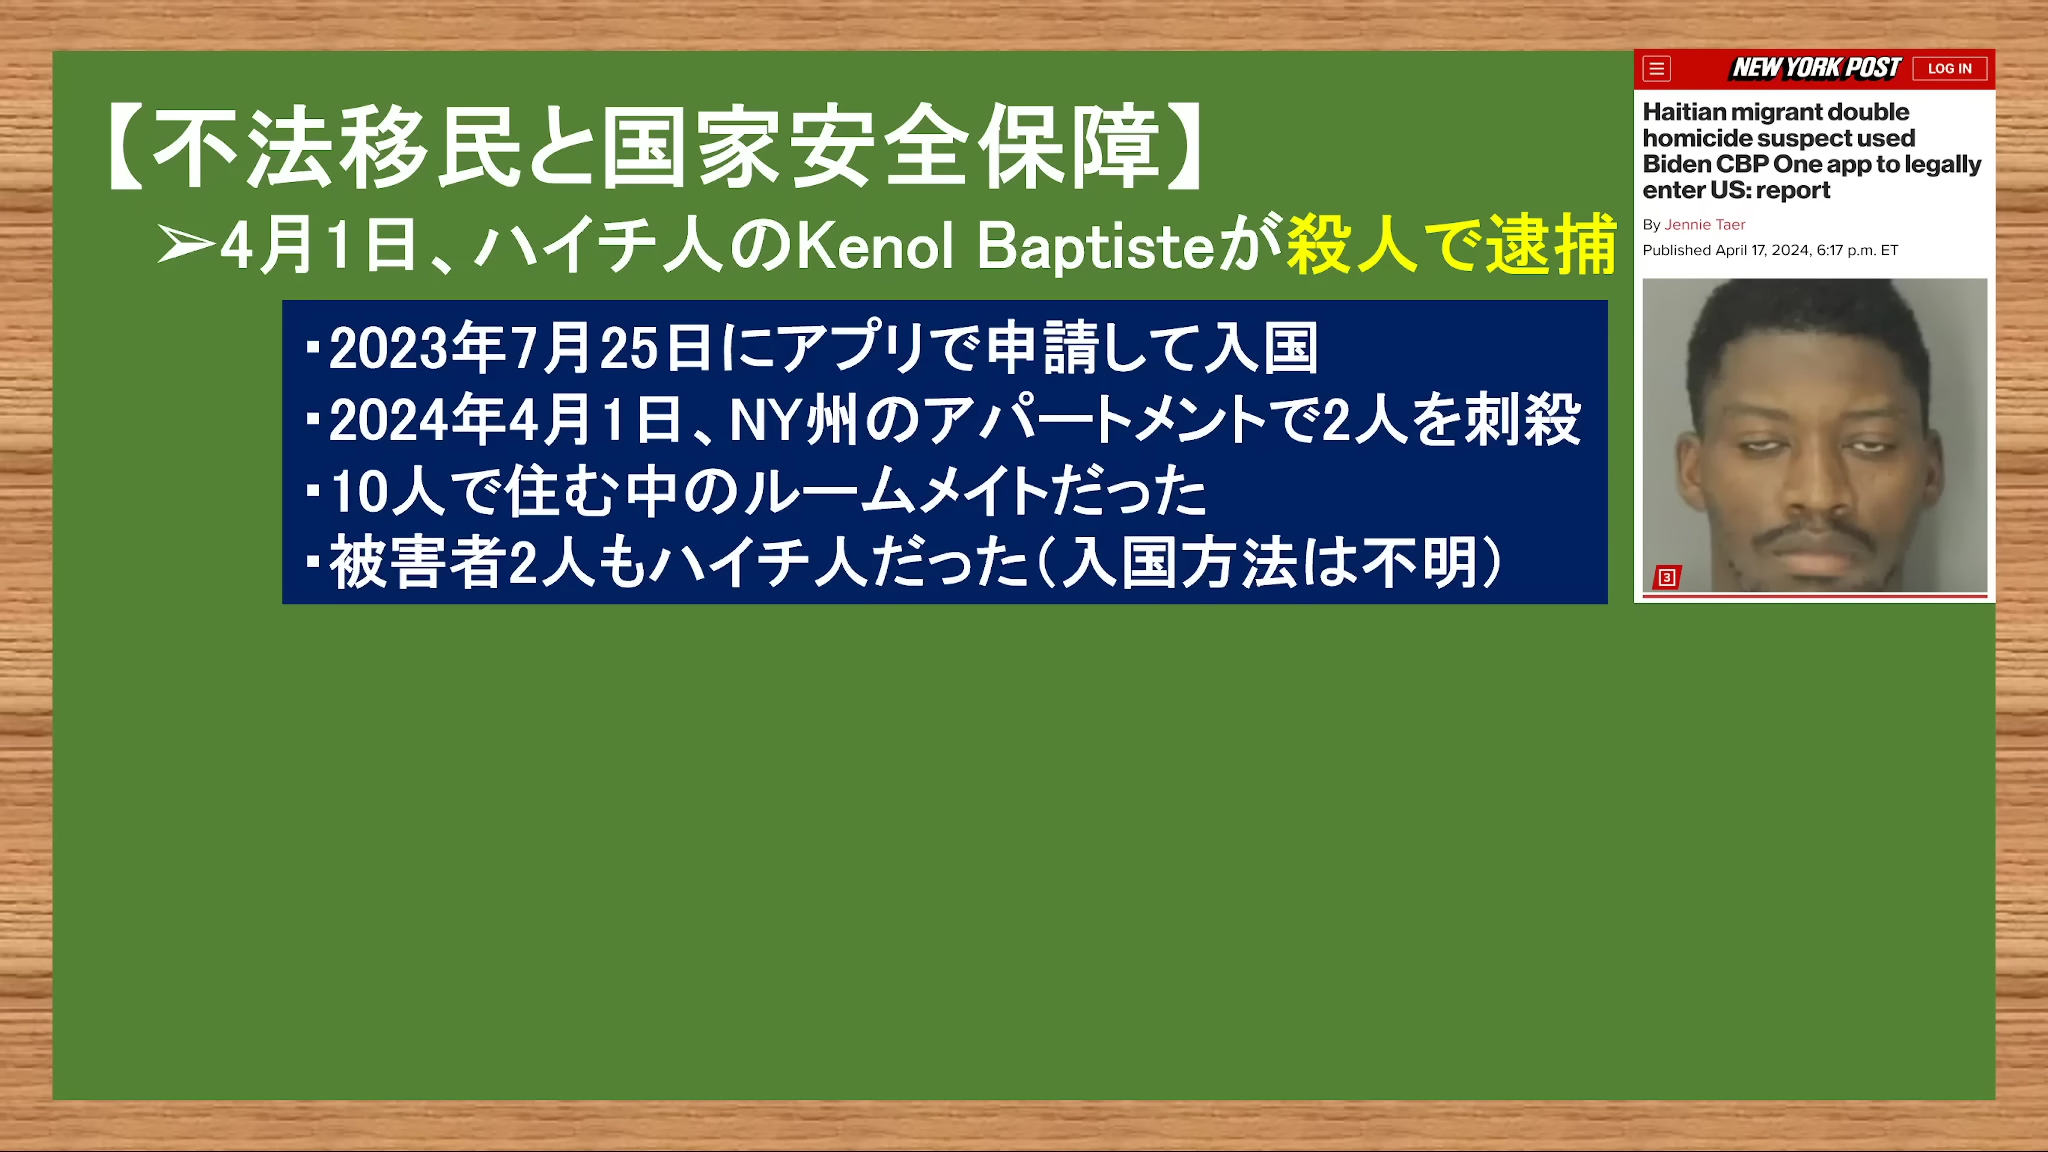 【不法移民と国家安全保障】
➢4月1日、ハイチ人のKenol Baptisteが殺人で逮捕
・2023年7月25日にアプリで申請して入国
・2024年4月1日、NY州のアパートメントで2人を刺殺
・10人で住む中のルームメイトだった
・被害者2人もハイチ人だった（入国方法は不明）
NEW YORK POST
LOG IN
Haitian migrant double
homicide suspect used
Biden CBP One app to legally
enter US: report
By Jennie Taer
Published April 17, 2024, 6:17 p.m. ET
3